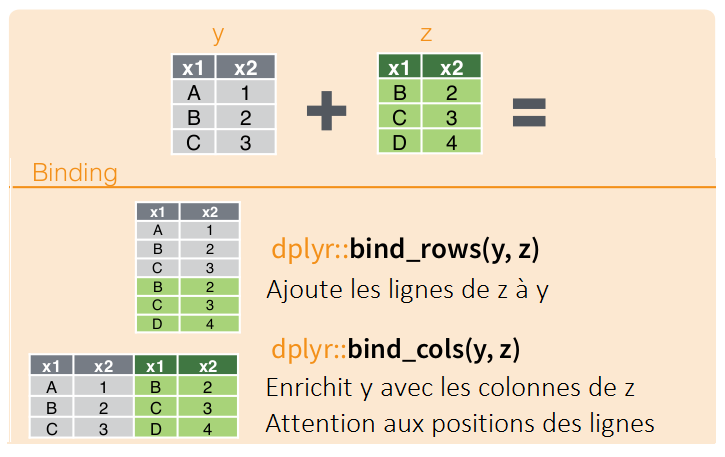 y z
x1 x2 x1 x2
A 1 B 2
B 2 C 3
C 3 D 4
+ =
Binding
x1 x2
A 1
B 2
C 3
B 2
C 3
D 4
dplyr::bind_rows(y, z)
Ajoute les lignes de z à y
x1 x2 x1 x2
A 1 B 2
B 2 C 3
C 3 D 4
dplyr::bind_cols(y, z)
Enrichit y avec les colonnes de z
Attention aux positions des lignes